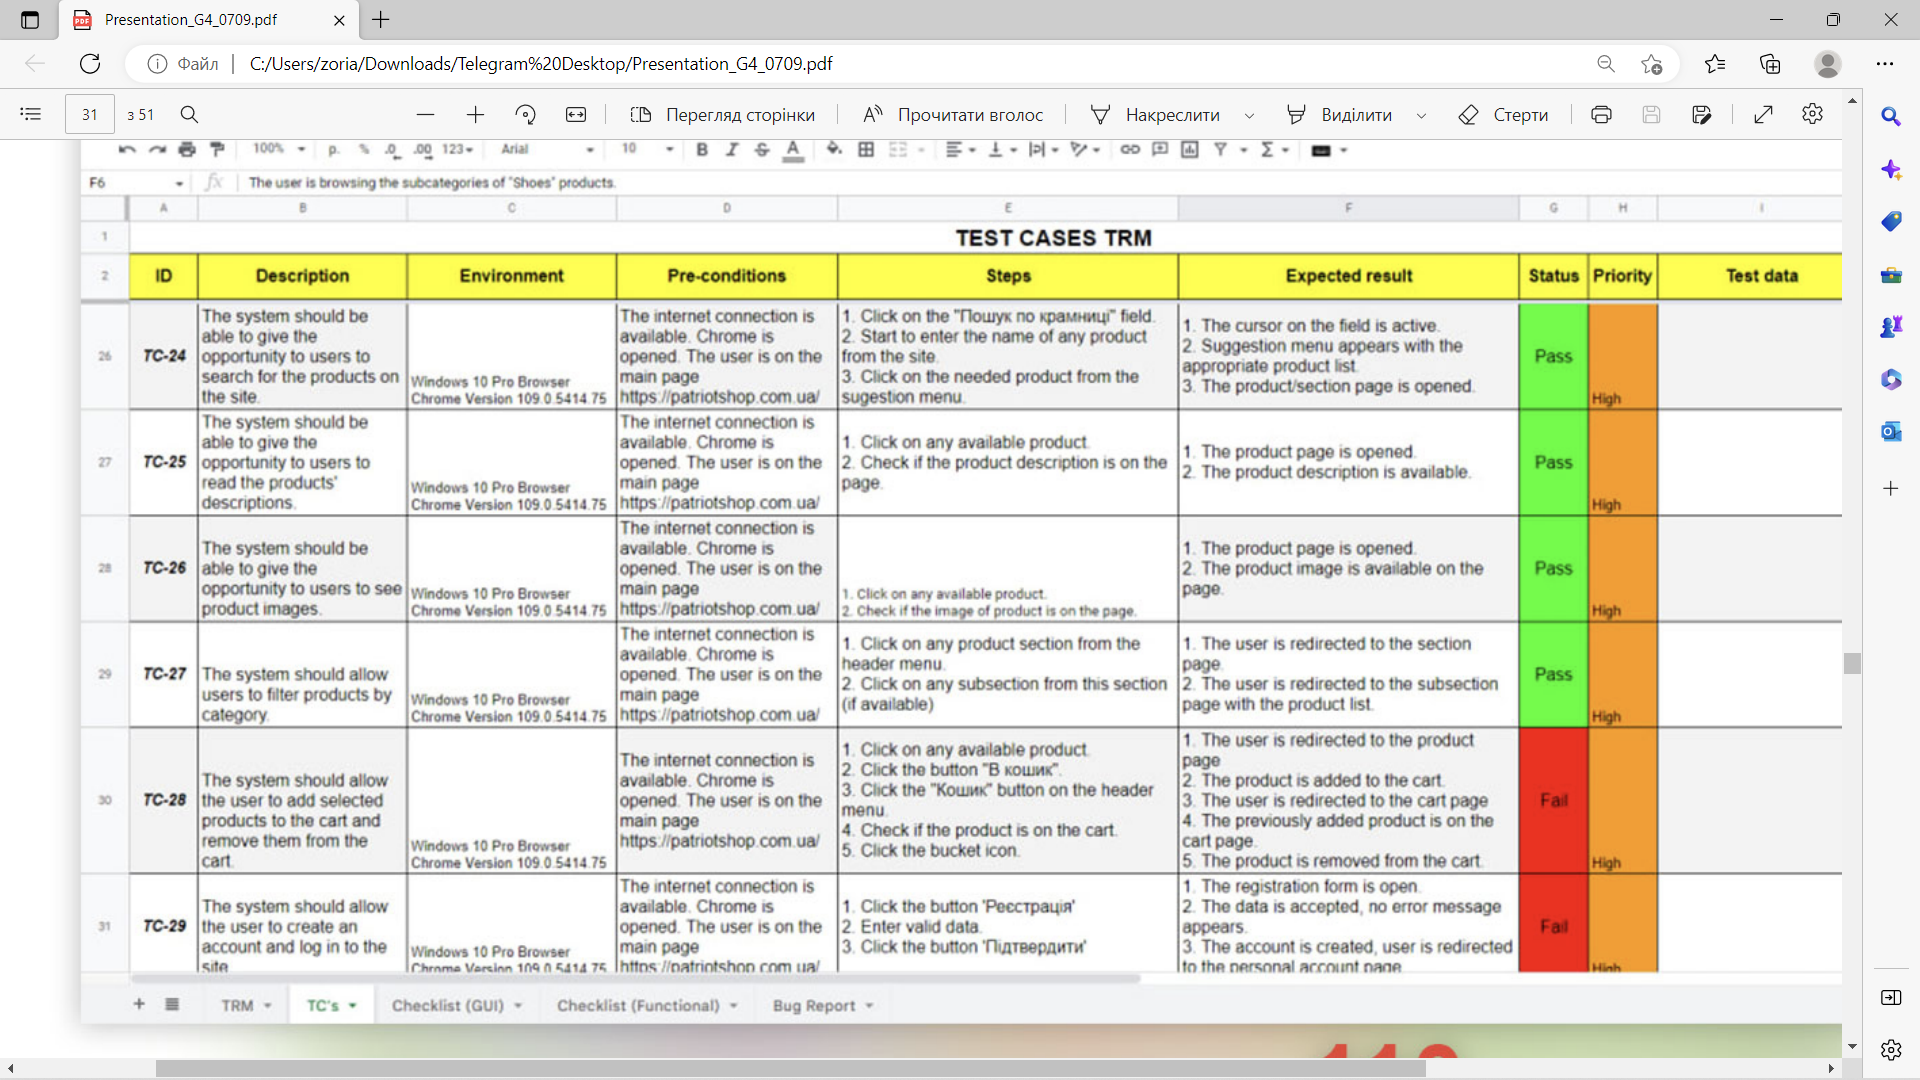 Presentation_G4_0709.pdf
Файл
C:/Users/zoria/Downloads/Telegram%20Desktop/Presentation_G4_0709.pdf
31 з 51
Перегляд сторінки
Прочитати вголос
Накреслити
Виділити
Стерти
100% р. % .0 .00 123 Arial 10 B I S A
F6 fx The user is browsing the subcategories of "Shoes" products.
A B C D E F G H I
1 TEST CASES TRM
2 ID Description Environment Pre-conditions Steps Expected result Status Priority Test data
26
TC-24
The system should be
able to give the
opportunity to users to
search for the products on
the site.
Windows 10 Pro Browser
Chrome Version 109.0.5414.75
The internet connection is
available. Chrome is
opened. The user is on the
main page
https://patriotshop.com.ua/
1. Click on the "Пошук по крамниці" field.
2. Start to enter the name of any product
from the site.
3. Click on the needed product from the
sugestion menu.
1. The cursor on the field is active.
2. Suggestion menu appears with the
appropriate product list.
3. The product/section page is opened.
Pass
High
27
TC-25
The system should be
able to give the
opportunity to users to
read the products'
descriptions.
Windows 10 Pro Browser
Chrome Version 109.0.5414.75
The internet connection is
available. Chrome is
opened. The user is on the
main page
https://patriotshop.com.ua/
1. Click on any available product.
2. Check if the product description is on the
page.
1. The product page is opened.
2. The product description is available.
Pass
High
28
TC-26
The system should be
able to give the
opportunity to users to see
product images.
Windows 10 Pro Browser
Chrome Version 109.0.5414.75
The internet connection is
available. Chrome is
opened. The user is on the
main page
https://patriotshop.com.ua/
1. Click on any available product.
2. Check if the image of product is on the page.
1. The product page is opened.
2. The product image is available on the
page.
Pass
High
29
TC-27
The system should allow
users to filter products by
category.
Windows 10 Pro Browser
Chrome Version 109.0.5414.75
The internet connection is
available. Chrome is
opened. The user is on the
main page
https://patriotshop.com.ua/
1. Click on any product section from the
header menu.
2. Click on any subsection from this section
(if available)
1. The user is redirected to the section
page.
2. The user is redirected to the subsection
page with the product list.
Pass
High
30
TC-28
The system should allow
the user to add selected
products to the cart and
remove them from the
cart.
Windows 10 Pro Browser
Chrome Version 109.0.5414.75
The internet connection is
available. Chrome is
opened. The user is on the
main page
https://patriotshop.com.ua/
1. Click on any available product.
2. Click the button "В кошик".
3. Click the "Кошик" button on the header
menu.
4. Check if the product is on the cart.
5. Click the bucket icon.
1. The user is redirected to the product
page
2. The product is added to the cart.
3. The user is redirected to the cart page
4. The previously added product is on the
cart page.
5. The product is removed from the cart.
Fail
High
31
TC-29
The system should allow
the user to create an
account and log in to the
site
Windows 10 Pro Browser
Chrome Version 109.0.5414.75
The internet connection is
available. Chrome is
opened. The user is on the
main page
https://patriotshop.com.ua/
1. Click the button 'Реєстрація'
2. Enter valid data.
3. Click the button 'Підтвердити'
1. The registration form is open.
2. The data is accepted, no error message
appears.
3. The account is created, user is redirected
to the personal account page
Fail
High
TRM
TC's
Checklist (GUI)
Checklist (Functional)
Bug Report